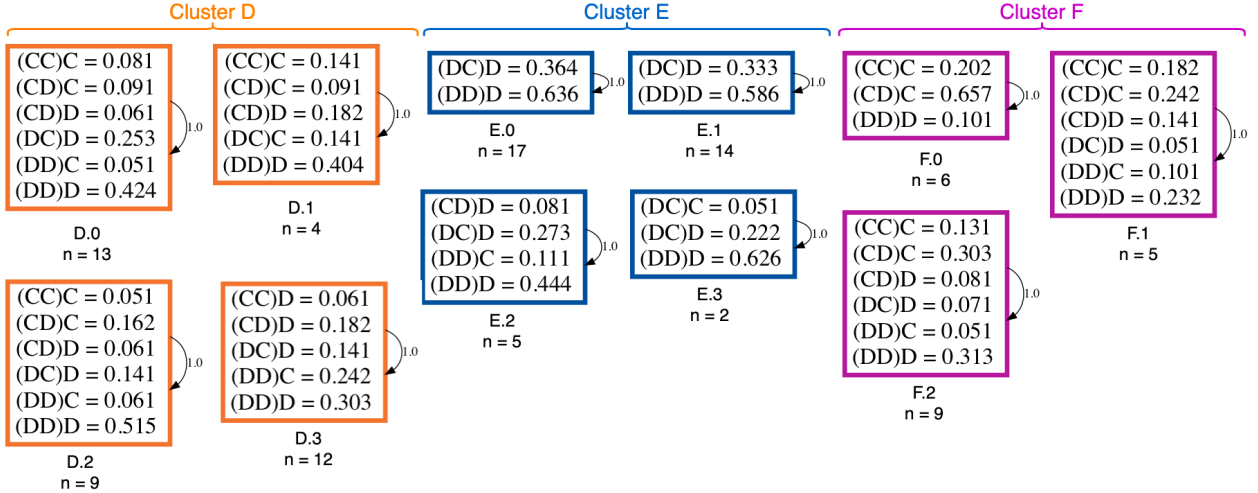 Cluster D
(CC)C = 0.081
(CD)C = 0.091
(CD)D = 0.061
(DC)D = 0.253
(DD)C = 0.051
(DD)D = 0.424
1.0
D.0
n = 13
(CC)C = 0.141
(CD)C = 0.091
(CD)D = 0.182
(DC)C = 0.141
(DD)D = 0.404
1.0
D.1
n = 4
(CC)C = 0.051
(CD)C = 0.162
(CD)D = 0.061
(DC)D = 0.141
(DD)C = 0.061
(DD)D = 0.515
1.0
D.2
n = 9
(CC)D = 0.061
(CD)D = 0.182
(DC)D = 0.141
(DD)C = 0.242
(DD)D = 0.303
1.0
D.3
n = 12
Cluster E
(DC)D = 0.364
(DD)D = 0.636
1.0
E.0
n = 17
(DC)D = 0.333
(DD)D = 0.586
1.0
E.1
n = 14
(CD)D = 0.081
(DC)D = 0.273
(DD)C = 0.111
(DD)D = 0.444
1.0
E.2
n = 5
(DC)C = 0.051
(DC)D = 0.222
(DD)D = 0.626
1.0
E.3
n = 2
Cluster F
(CC)C = 0.202
(CD)C = 0.657
(DD)D = 0.101
1.0
F.0
n = 6
(CC)C = 0.182
(CD)C = 0.242
(CD)D = 0.141
(DC)D = 0.051
(DD)C = 0.101
(DD)D = 0.232
1.0
F.1
n = 5
(CC)C = 0.131
(CD)C = 0.303
(CD)D = 0.081
(DC)D = 0.071
(DD)C = 0.051
(DD)D = 0.313
1.0
F.2
n = 9